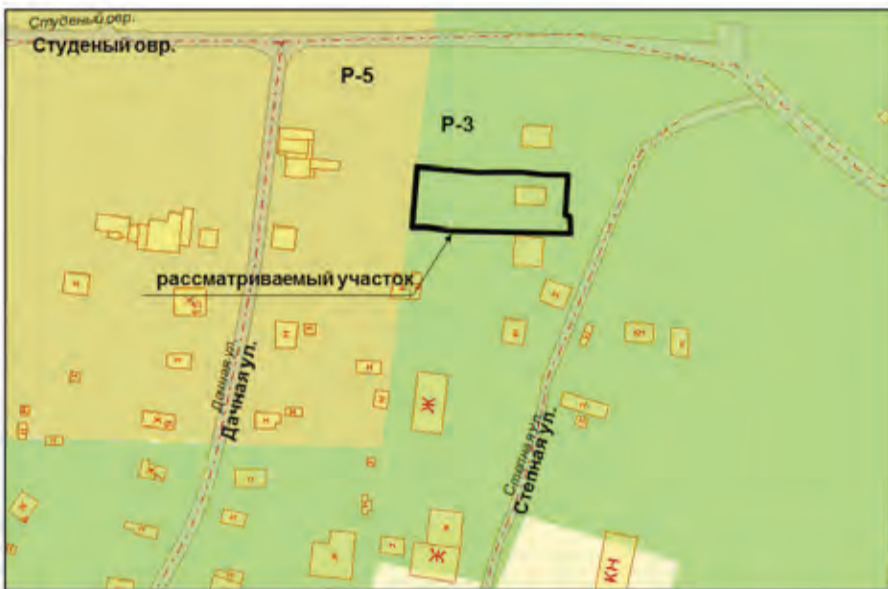 Студеный овр.
Студеный овр.
Р-5
Р-3
рассматриваемый участок
Дачная ул.
Дачная ул.
Степная ул.
Степная ул.
Ж
Ж
КН